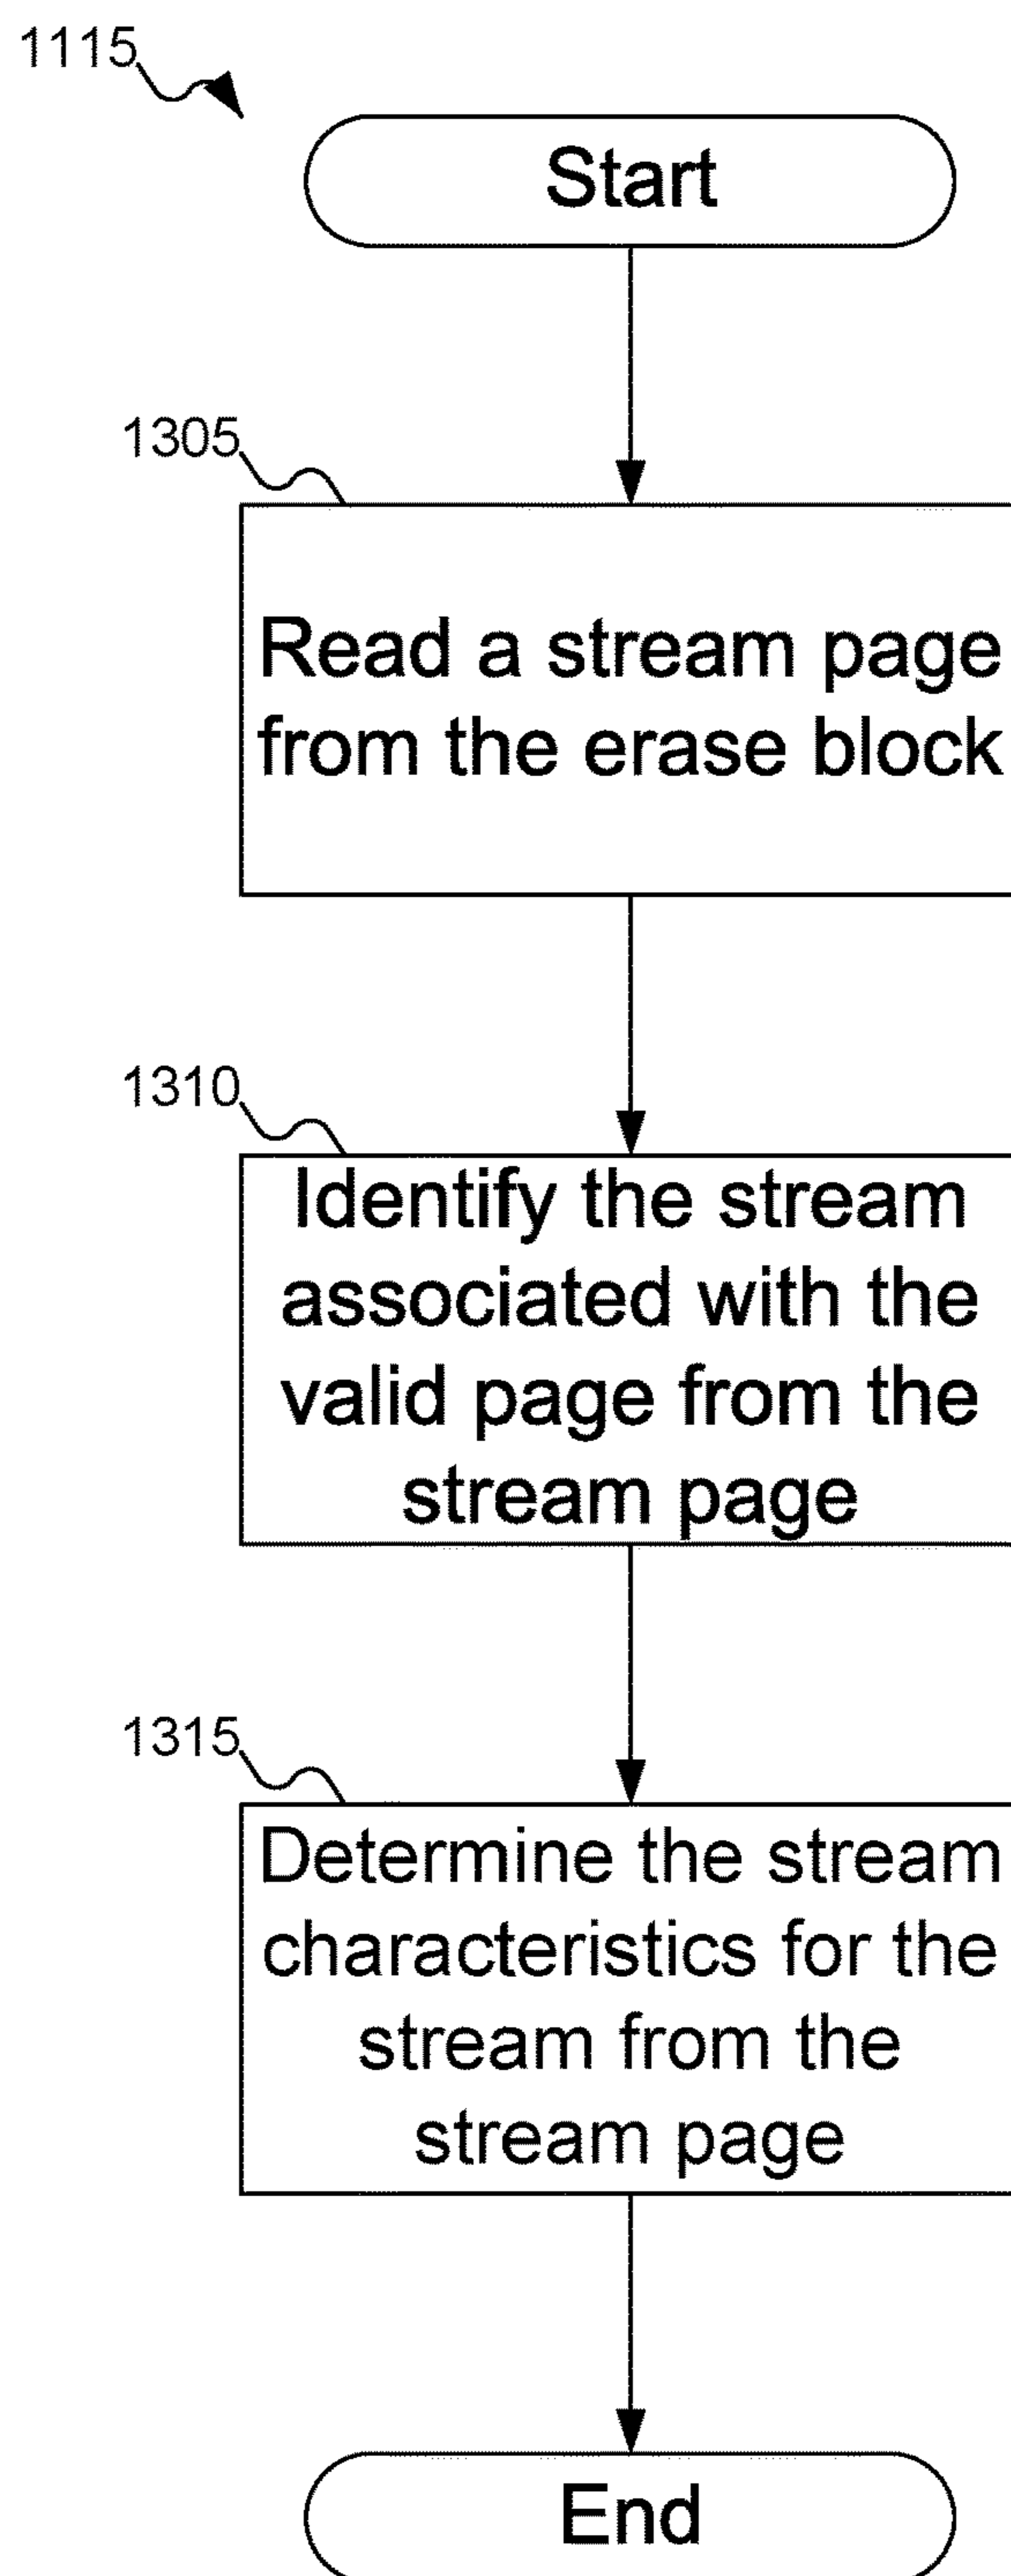 1115
Start
1305
Read a stream page
from the erase block
1310
Identify the stream
associated with the
valid page from the
stream page
1315
Determine the stream
characteristics for the
stream from the
stream page
End